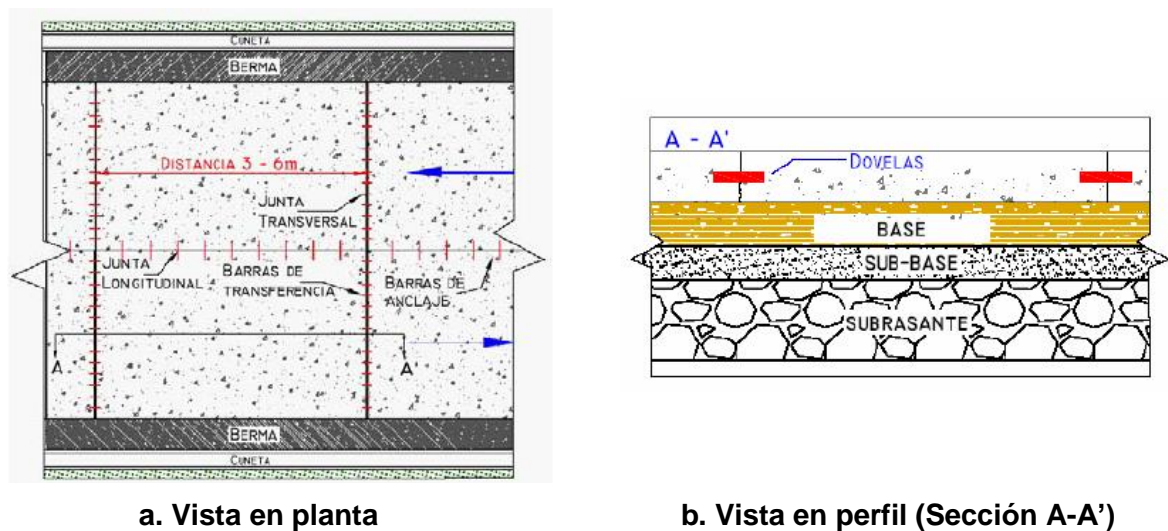 CUNETA
BERMA
DISTANCIA 3 - 6m
JUNTA
TRANSVERSAL
JUNTA
LONGITUDINAL
BARRAS DE
TRANSFERENCIA
BARRAS DE
ANCLAJE
A
A
BERMA
CUNETA
a. Vista en planta
A - A'
DOVELAS
BASE
SUB-BASE
SUBRASANTE
b. Vista en perfil (Sección A-A')